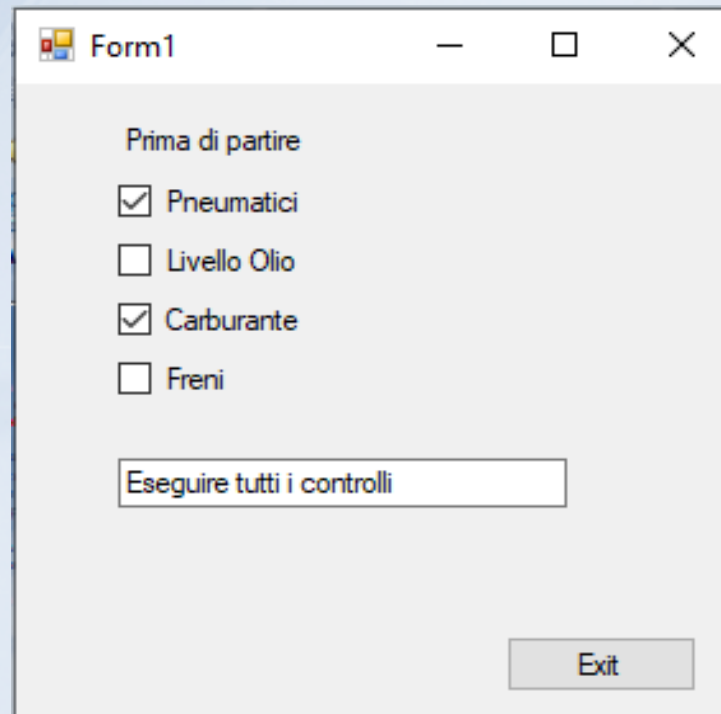 Form1
Prima di partire
Pneumatici
Livello Olio
Carburante
Freni
Eseguire tutti i controlli
Exit